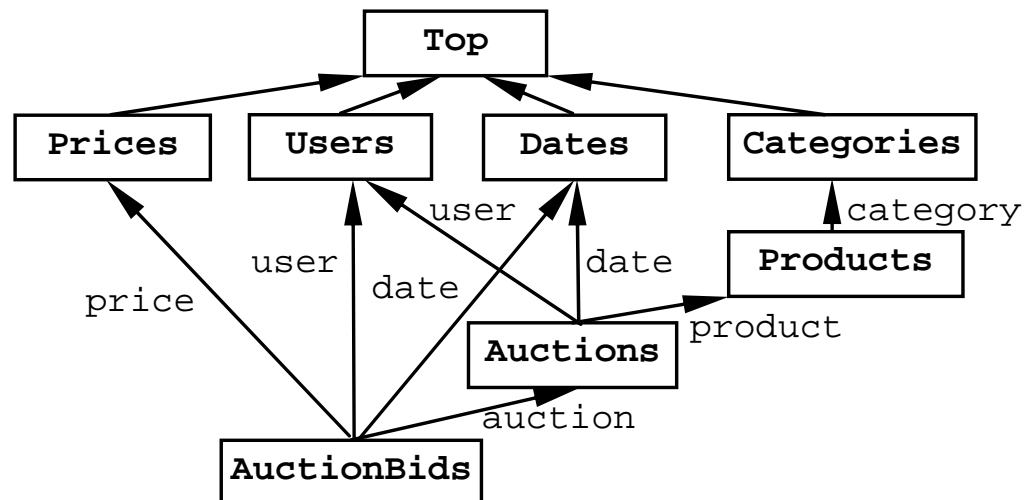 Top
Prices
Users
Dates
Categories
user
category
user
date
date
Products
price
product
Auctions
auction
AuctionBids